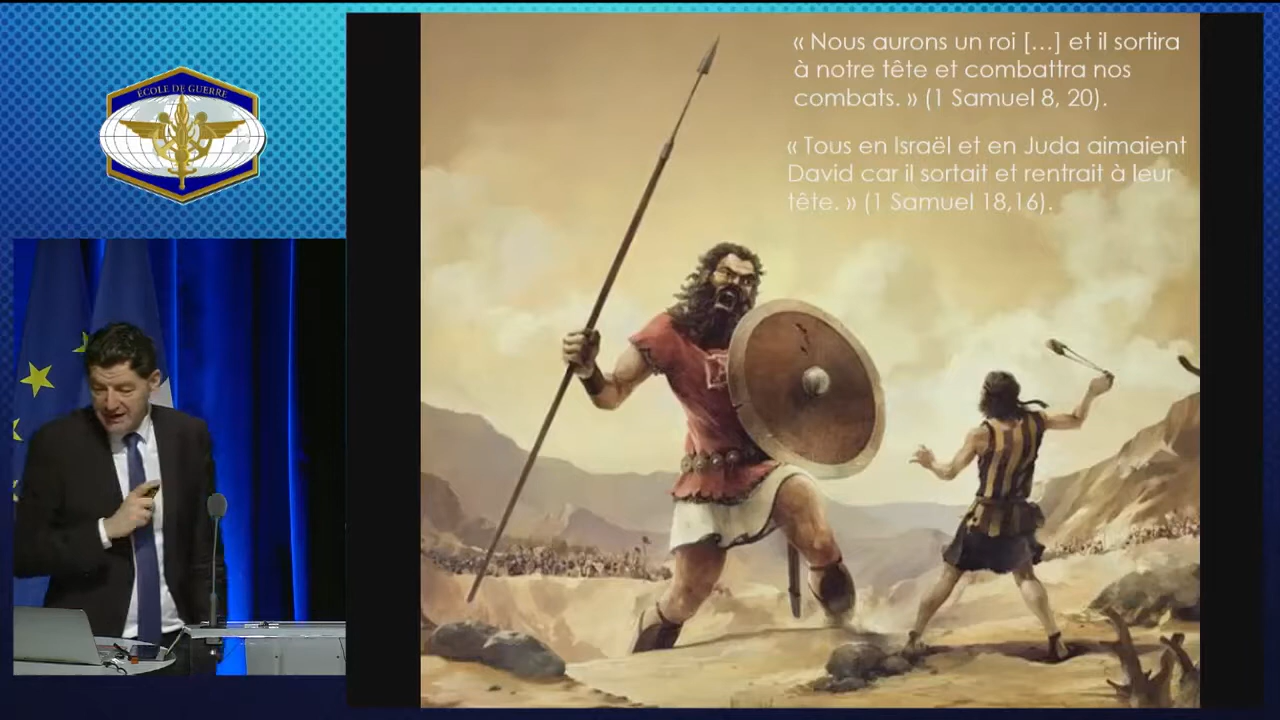 ECOLE DE GUERRE
« Nous aurons un roi [...] et il sortira
à notre tête et combattra nos
combats. » (1 Samuel 8, 20).
« Tous en Israël et en Juda aimaient
David car il sortait et rentrait à leur
tête. » (1 Samuel 18,16).